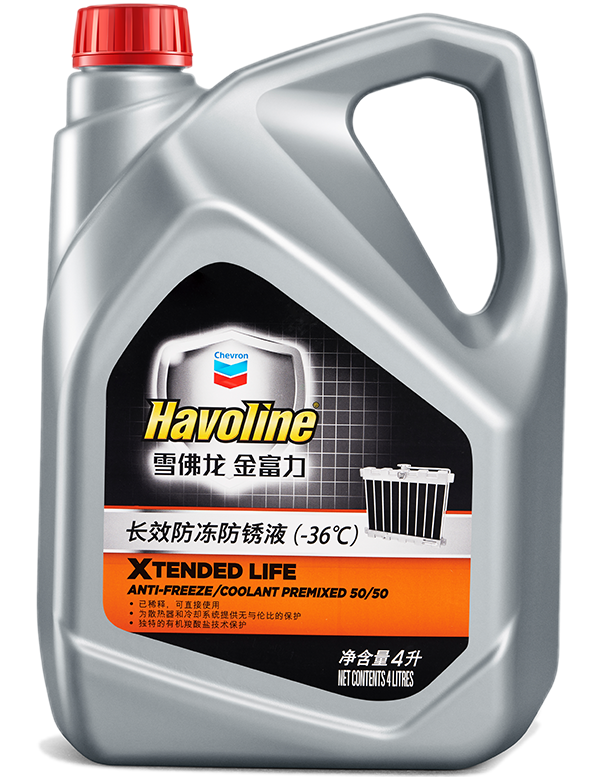 Chevron
Havoline®
雪佛龙 金富力
长效防冻防锈液 (-36℃)
XTENDED LIFE
ANTI-FREEZE/COOLANT PREMIXED 50/50
• 已稀释，可直接使用
• 为散热器和冷却系统提供无与伦比的保护
• 独特的有机羧酸盐技术保护
净含量 4升
NET CONTENTS 4 LITRES